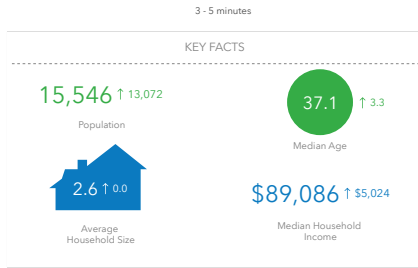 3 - 5 minutes
KEY FACTS
15,546 ↑ 13,072
Population
37.1 ↑ 3.3
Median Age
2.6 ↑ 0.0
Average
Household Size
$89,086 ↑ $5,024
Median Household
Income